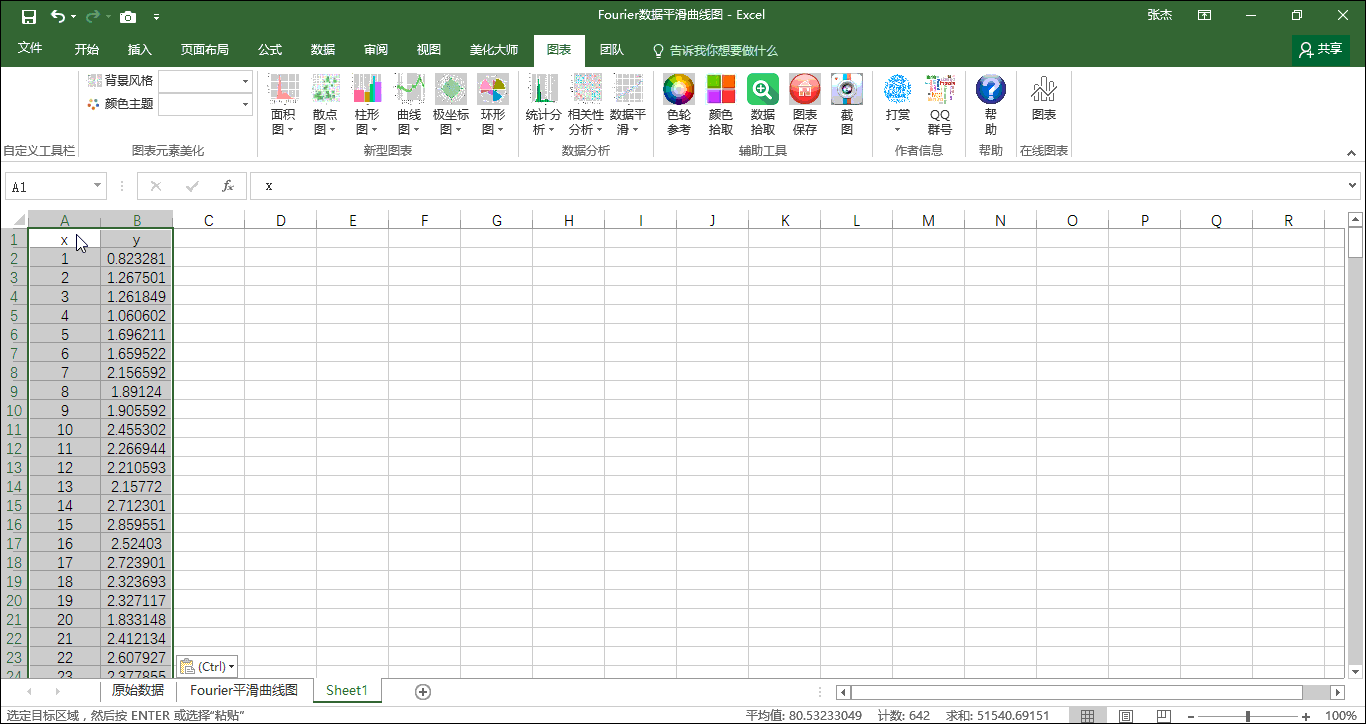 Fourier数据平滑曲线图 - Excel
张杰
文件 开始 插入 页面布局 公式 数据 审阅 视图 美化大师 图表 团队 告诉我你想要做什么 共享
背景风格
颜色主题
面积图 散点图 柱形图 曲线图 极坐标图 环形图 统计分析 相关性分析 数据平滑 色轮参考 颜色拾取 数据拾取 图表保存 截图 打赏 QQ群号 帮助 图表
自定义工具栏 图表元素美化 新型图表 数据分析 辅助工具 作者信息 帮助 在线图表
A1 fx x
A B C D E F G H I J K L M N O P Q R
1 x y
2 1 0.823281
3 2 1.267501
4 3 1.261849
5 4 1.060602
6 5 1.696211
7 6 1.659522
8 7 2.156592
9 8 1.89124
10 9 1.905592
11 10 2.455302
12 11 2.266944
13 12 2.210593
14 13 2.15772
15 14 2.712301
16 15 2.859551
17 16 2.52403
18 17 2.723901
19 18 2.323693
20 19 2.327117
21 20 1.833148
22 21 2.412134
23 22 2.607927
24 23 2.377855
(Ctrl)
原始数据 Fourier平滑曲线图 Sheet1
选定目标区域，然后按 ENTER 或选择“粘贴” 平均值: 80.53233049 计数: 642 求和: 51540.69151 100%